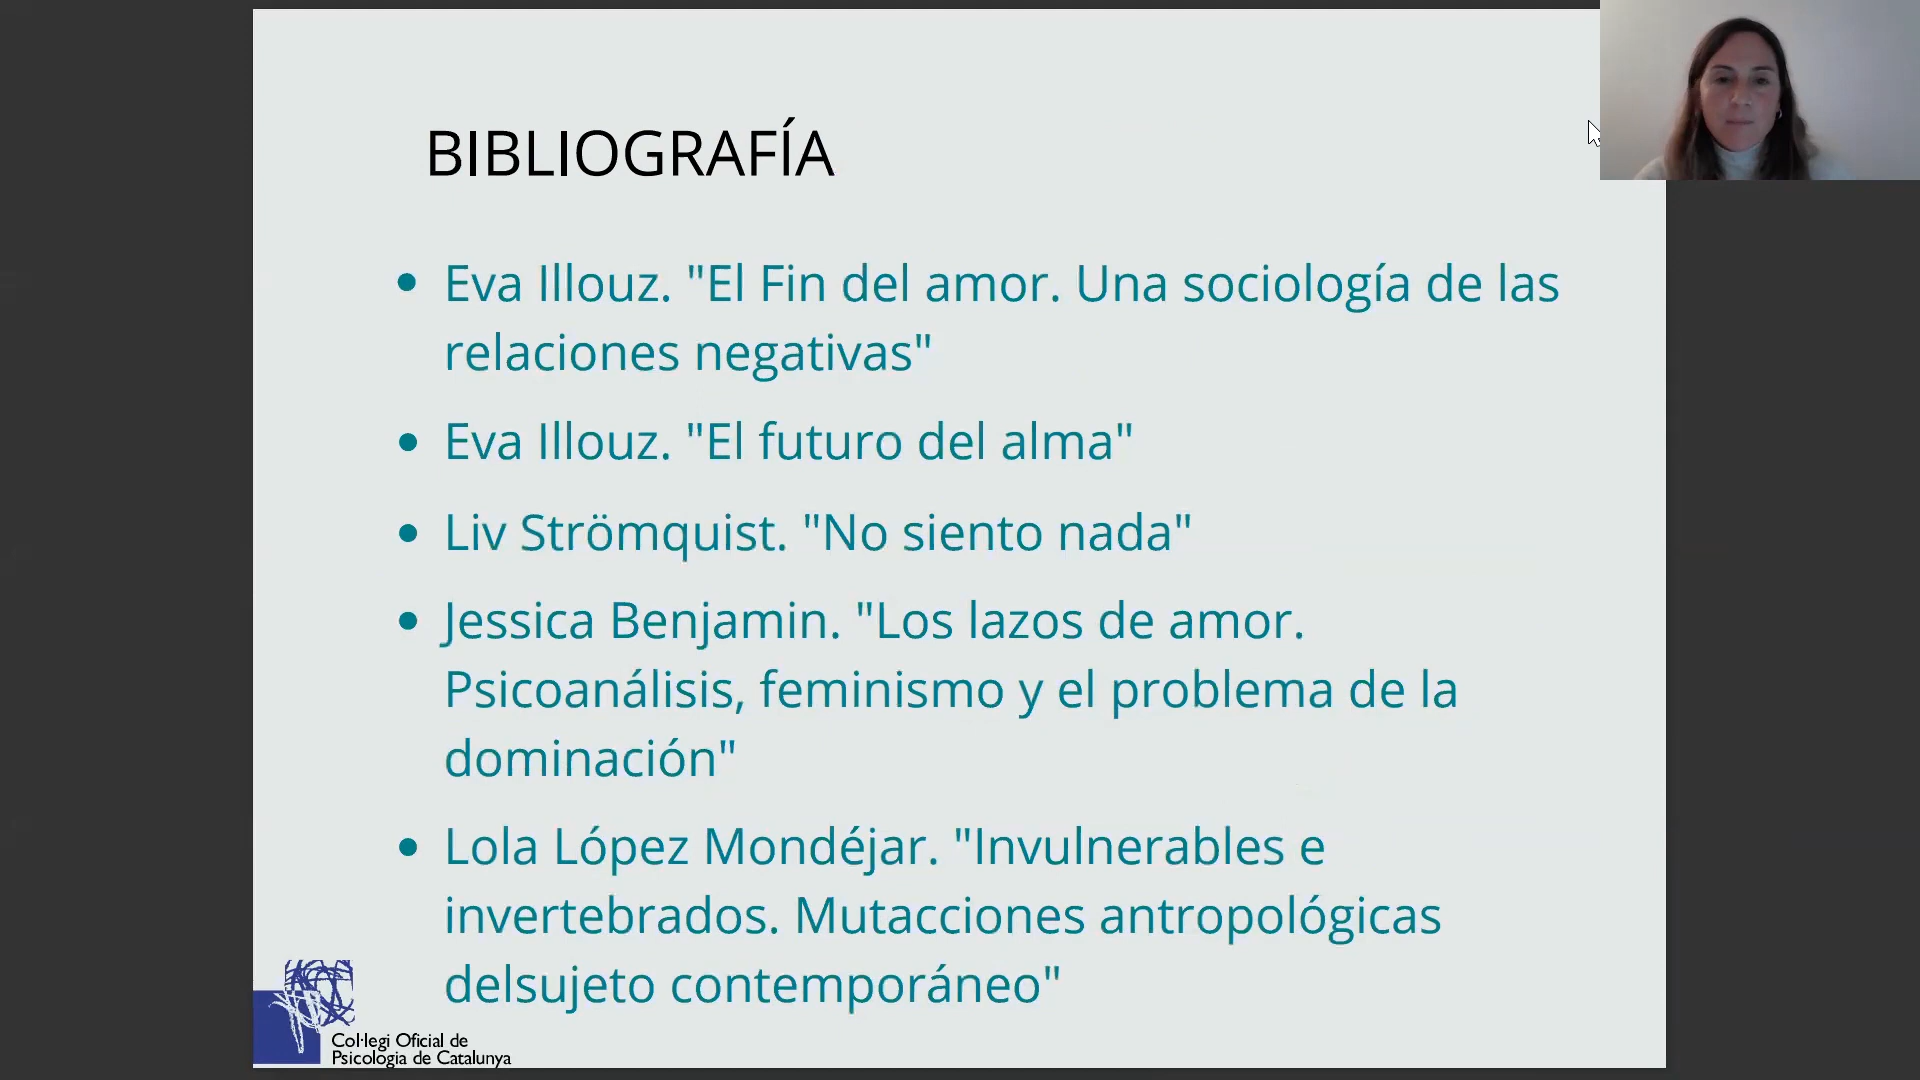 BIBLIOGRAFÍA
Eva Illouz. "El Fin del amor. Una sociología de las
relaciones negativas"
Eva Illouz. "El futuro del alma"
Liv Strömquist. "No siento nada"
Jessica Benjamin. "Los lazos de amor.
Psicoanálisis, feminismo y el problema de la
dominación"
Lola López Mondéjar. "Invulnerables e
invertebrados. Mutacciones antropológicas
delsujeto contemporáneo"
Col·legi Oficial de
Psicologia de Catalunya